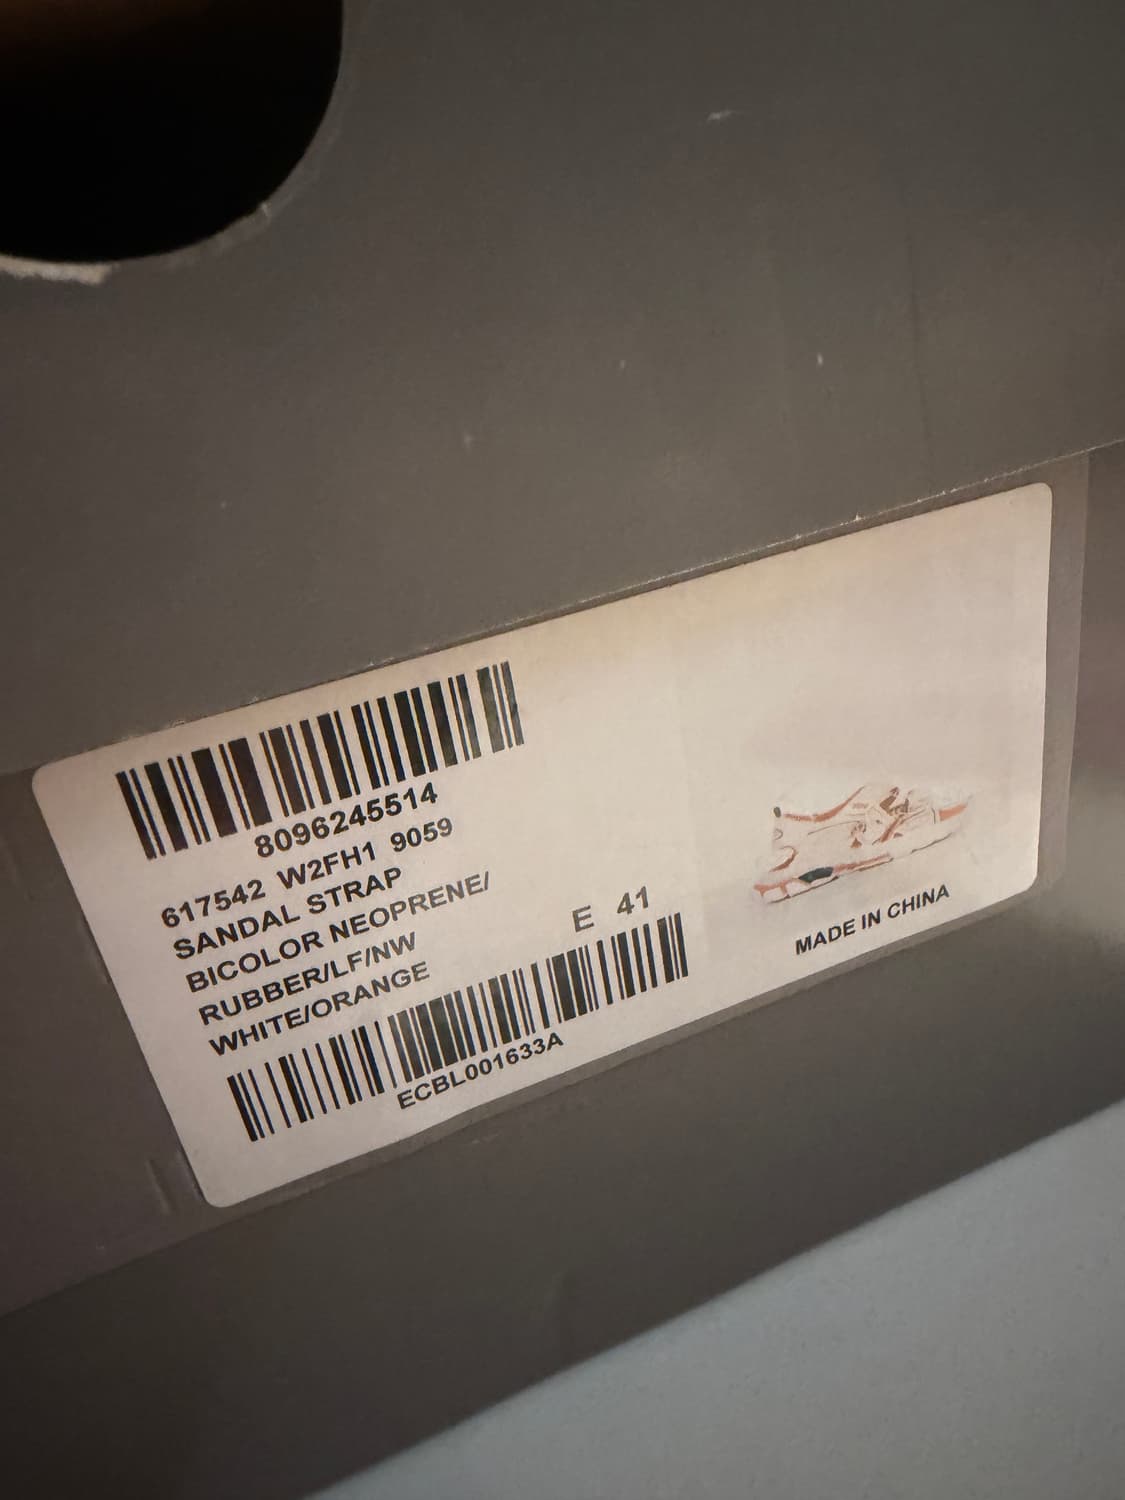 8096245514
617542 W2FH1 9059
SANDAL STRAP
BICOLOR NEOPRENE/
RUBBER/LF/NW
WHITE/ORANGE
E 41
ECBL001633A
MADE IN CHINA